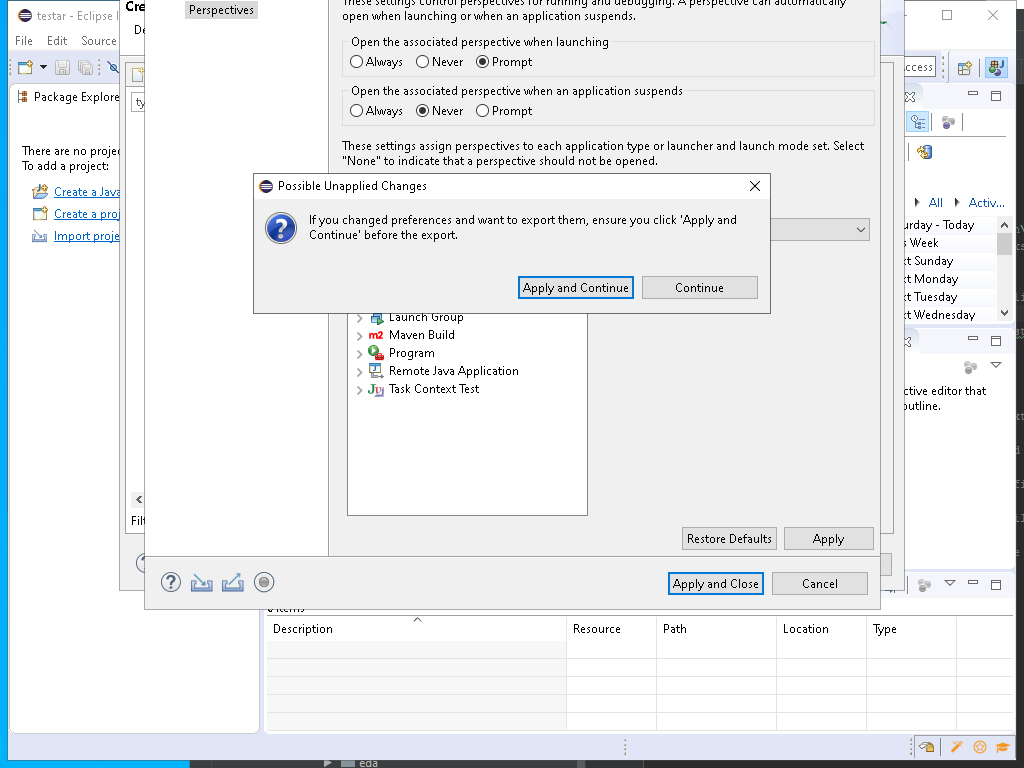 Perspectives
These settings control perspectives for running and debugging. A perspective can automatically
open when launching or when an application suspends.
testar - Eclipse I
Cre
File Edit Source
De
Open the associated perspective when launching
Always Never Prompt
ccess
Package Explore
ty
Open the associated perspective when an application suspends
Always Never Prompt
These settings assign perspectives to each application type or launcher and launch mode set. Select
"None" to indicate that a perspective should not be opened.
There are no proje
To add a project:
Create a Java
Create a proj
Import proje
Possible Unapplied Changes
If you changed preferences and want to export them, ensure you click 'Apply and
Continue' before the export.
Apply and Continue Continue
All Activ...
urday - Today
s Week
xt Sunday
xt Monday
xt Tuesday
xt Wednesday
Launch Group
Maven Build
Program
Remote Java Application
Task Context Test
ctive editor that
outline.
Filt
Restore Defaults Apply
Apply and Close Cancel
0 items
Description Resource Path Location Type
eda